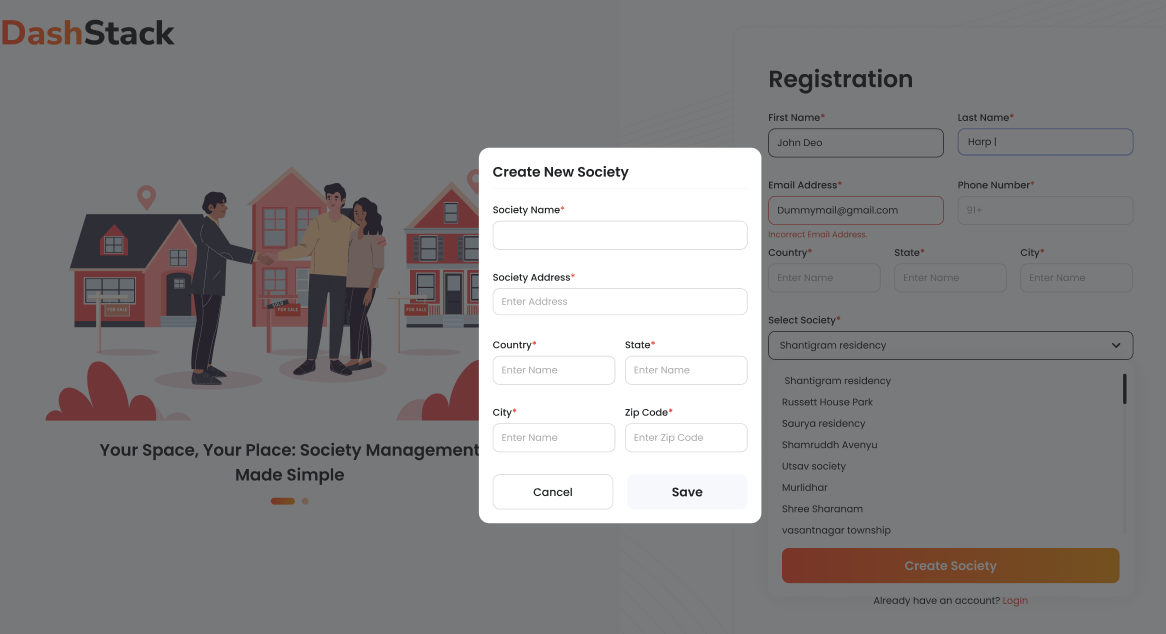 DashStack
Your Space, Your Place: Society Management
Made Simple
FOR SALE
SOLD
FOR SALE
FOR SALE
Create New Society
Society Name*
Society Address*
Enter Address
Country* State*
Enter Name Enter Name
City* Zip Code*
Enter Name Enter Zip Code
Cancel Save
Registration
First Name* Last Name*
John Deo Harp |
Email Address* Phone Number*
Dummymail@gmail.com 91+
Incorrect Email Address.
Country* State* City*
Enter Name Enter Name Enter Name
Select Society*
Shantigram residency
Shantigram residency
Russett House Park
Saurya residency
Shamruddh Avenyu
Utsav society
Murlidhar
Shree Sharanam
vasantnagar township
Create Society
Already have an account? Login